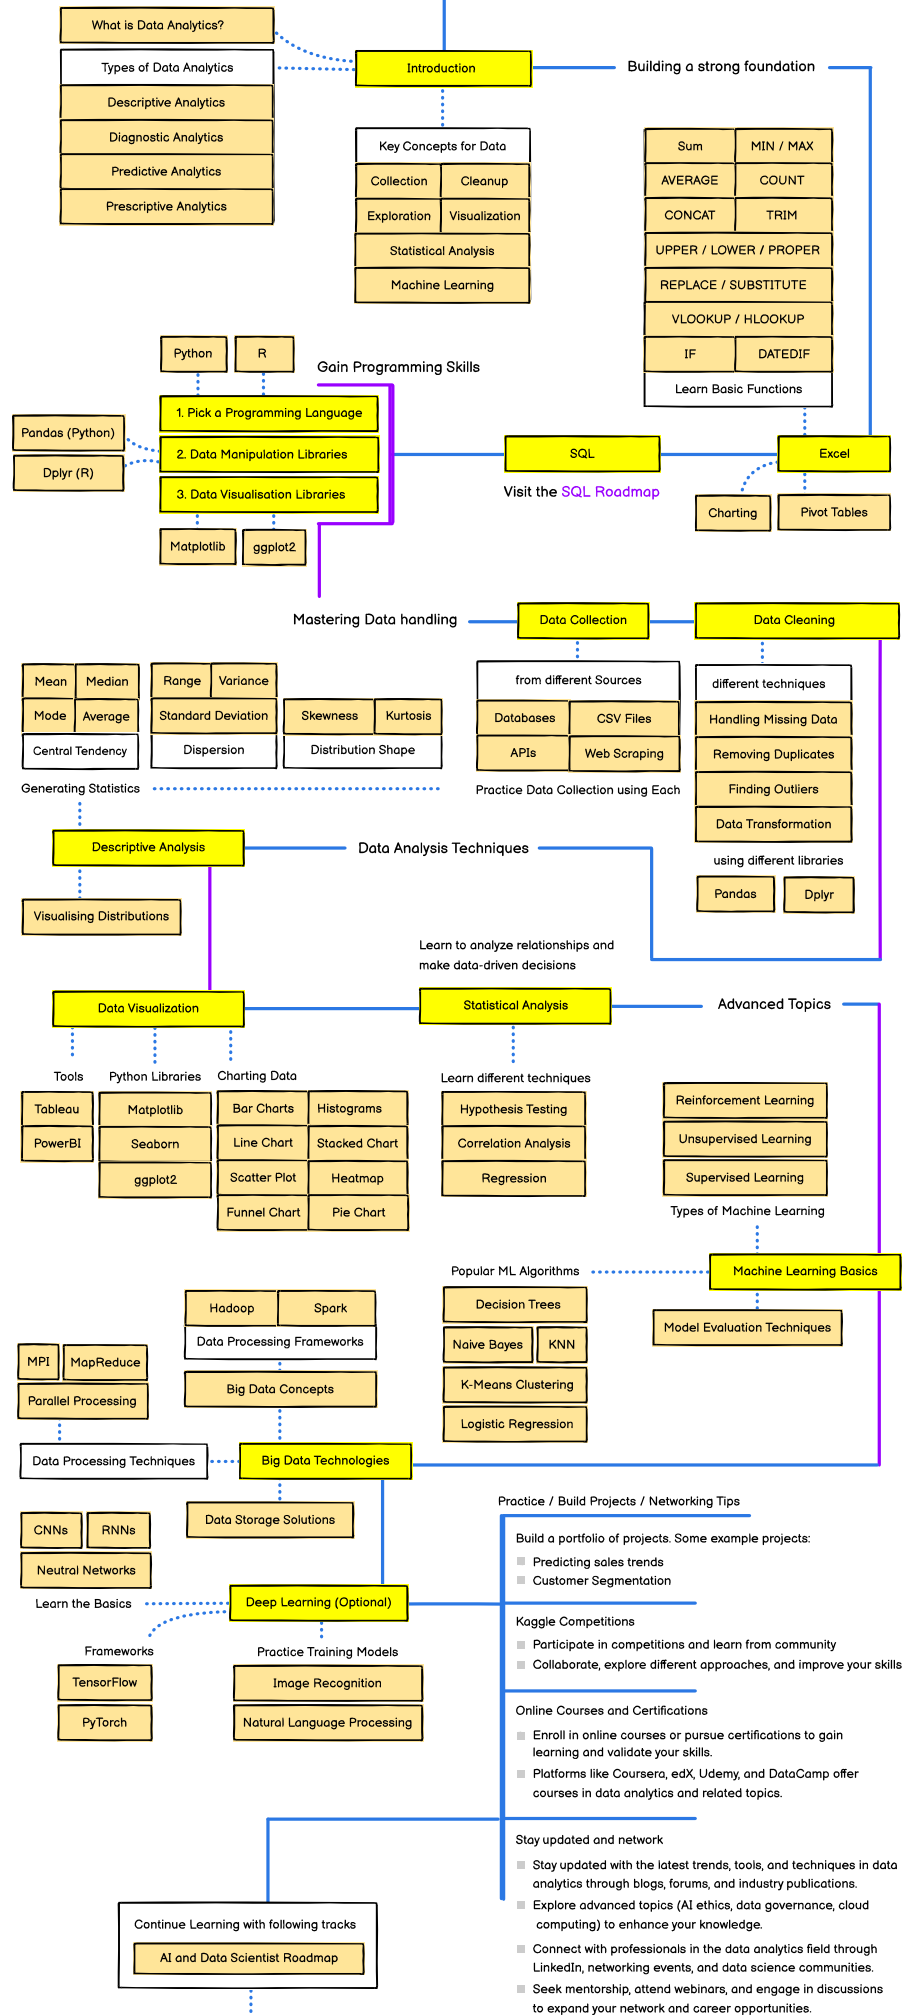 What is Data Analytics?
Types of Data Analytics
Descriptive Analytics
Diagnostic Analytics
Predictive Analytics
Prescriptive Analytics
Introduction
Building a strong foundation
Key Concepts for Data
Collection
Cleanup
Exploration
Visualization
Statistical Analysis
Machine Learning
Sum
MIN / MAX
AVERAGE
COUNT
CONCAT
TRIM
UPPER / LOWER / PROPER
REPLACE / SUBSTITUTE
VLOOKUP / HLOOKUP
IF
DATEDIF
Learn Basic Functions
Excel
Charting
Pivot Tables
SQL
Visit the SQL Roadmap
Gain Programming Skills
Python
R
1. Pick a Programming Language
2. Data Manipulation Libraries
3. Data Visualisation Libraries
Pandas (Python)
Dplyr (R)
Matplotlib
ggplot2
Mastering Data handling
Data Collection
Data Cleaning
from different Sources
Databases
CSV Files
APIs
Web Scraping
Practice Data Collection using Each
different techniques
Handling Missing Data
Removing Duplicates
Finding Outliers
Data Transformation
using different libraries
Pandas
Dplyr
Mean
Median
Mode
Average
Central Tendency
Range
Variance
Standard Deviation
Dispersion
Skewness
Kurtosis
Distribution Shape
Generating Statistics
Descriptive Analysis
Data Analysis Techniques
Visualising Distributions
Learn to analyze relationships and
make data-driven decisions
Data Visualization
Statistical Analysis
Advanced Topics
Tools
Tableau
PowerBI
Python Libraries
Matplotlib
Seaborn
ggplot2
Charting Data
Bar Charts
Histograms
Line Chart
Stacked Chart
Scatter Plot
Heatmap
Funnel Chart
Pie Chart
Learn different techniques
Hypothesis Testing
Correlation Analysis
Regression
Reinforcement Learning
Unsupervised Learning
Supervised Learning
Types of Machine Learning
Machine Learning Basics
Model Evaluation Techniques
Popular ML Algorithms
Decision Trees
Naive Bayes
KNN
K-Means Clustering
Logistic Regression
Hadoop
Spark
Data Processing Frameworks
Big Data Concepts
MPI
MapReduce
Parallel Processing
Data Processing Techniques
Big Data Technologies
Data Storage Solutions
CNNs
RNNs
Neutral Networks
Learn the Basics
Deep Learning (Optional)
Frameworks
TensorFlow
PyTorch
Practice Training Models
Image Recognition
Natural Language Processing
Practice / Build Projects / Networking Tips
Build a portfolio of projects. Some example projects:
Predicting sales trends
Customer Segmentation
Kaggle Competitions
Participate in competitions and learn from community
Collaborate, explore different approaches, and improve your skills
Online Courses and Certifications
Enroll in online courses or pursue certifications to gain
learning and validate your skills.
Platforms like Coursera, edX, Udemy, and DataCamp offer
courses in data analytics and related topics.
Stay updated and network
Stay updated with the latest trends, tools, and techniques in data
analytics through blogs, forums, and industry publications.
Explore advanced topics (AI ethics, data governance, cloud
computing) to enhance your knowledge.
Connect with professionals in the data analytics field through
LinkedIn, networking events, and data science communities.
Seek mentorship, attend webinars, and engage in discussions
to expand your network and career opportunities.
Continue Learning with following tracks
AI and Data Scientist Roadmap